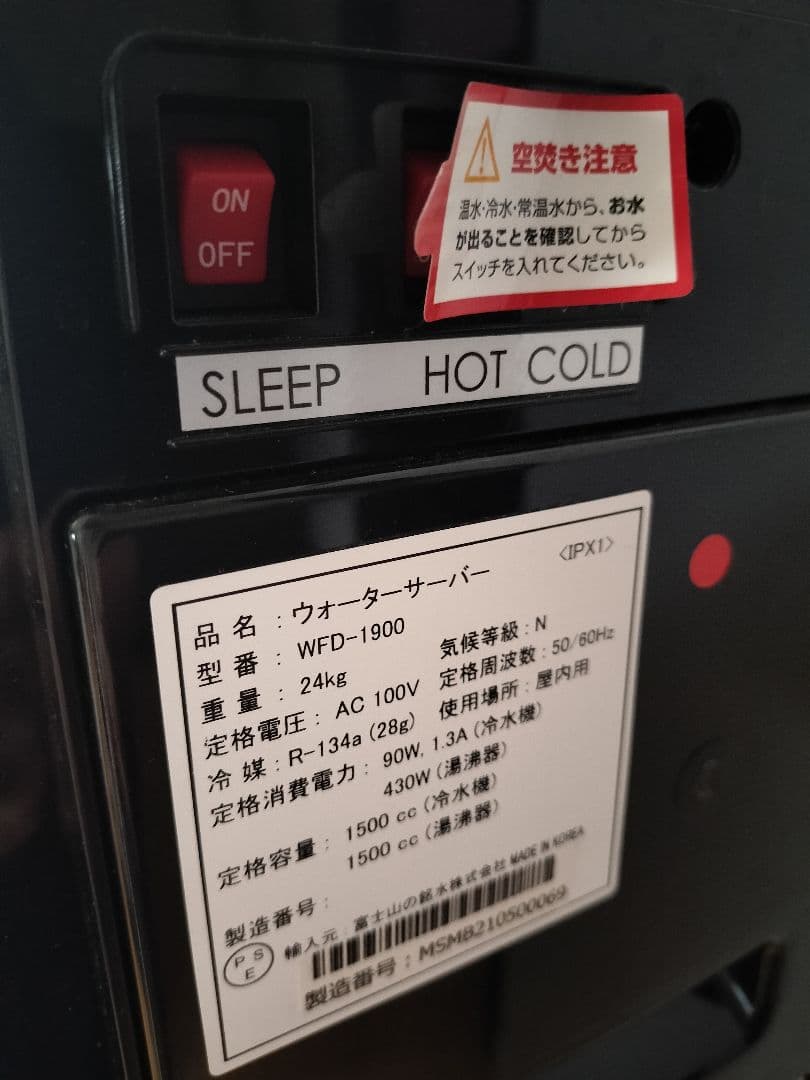 ON
OFF
空焚き注意
温水・冷水・常温水から、お水
が出ることを確認してから
スイッチを入れてください。
SLEEP HOT COLD
〈IPX1〉
品名：ウォーターサーバー
型番：WFD-1900
重量：24kg 気候等級：N
定格電圧：AC 100V 定格周波数：50/60Hz
冷媒：R-134a (28g) 使用場所：屋内用
定格消費電力：90W, 1.3A (冷水機)
430W (湯沸器)
定格容量：1500 cc (冷水機)
1500 cc (湯沸器)
製造番号：
PSE
輸入元：富士山の銘水株式会社 MADE IN KOREA
製造番号：MSMB210500069